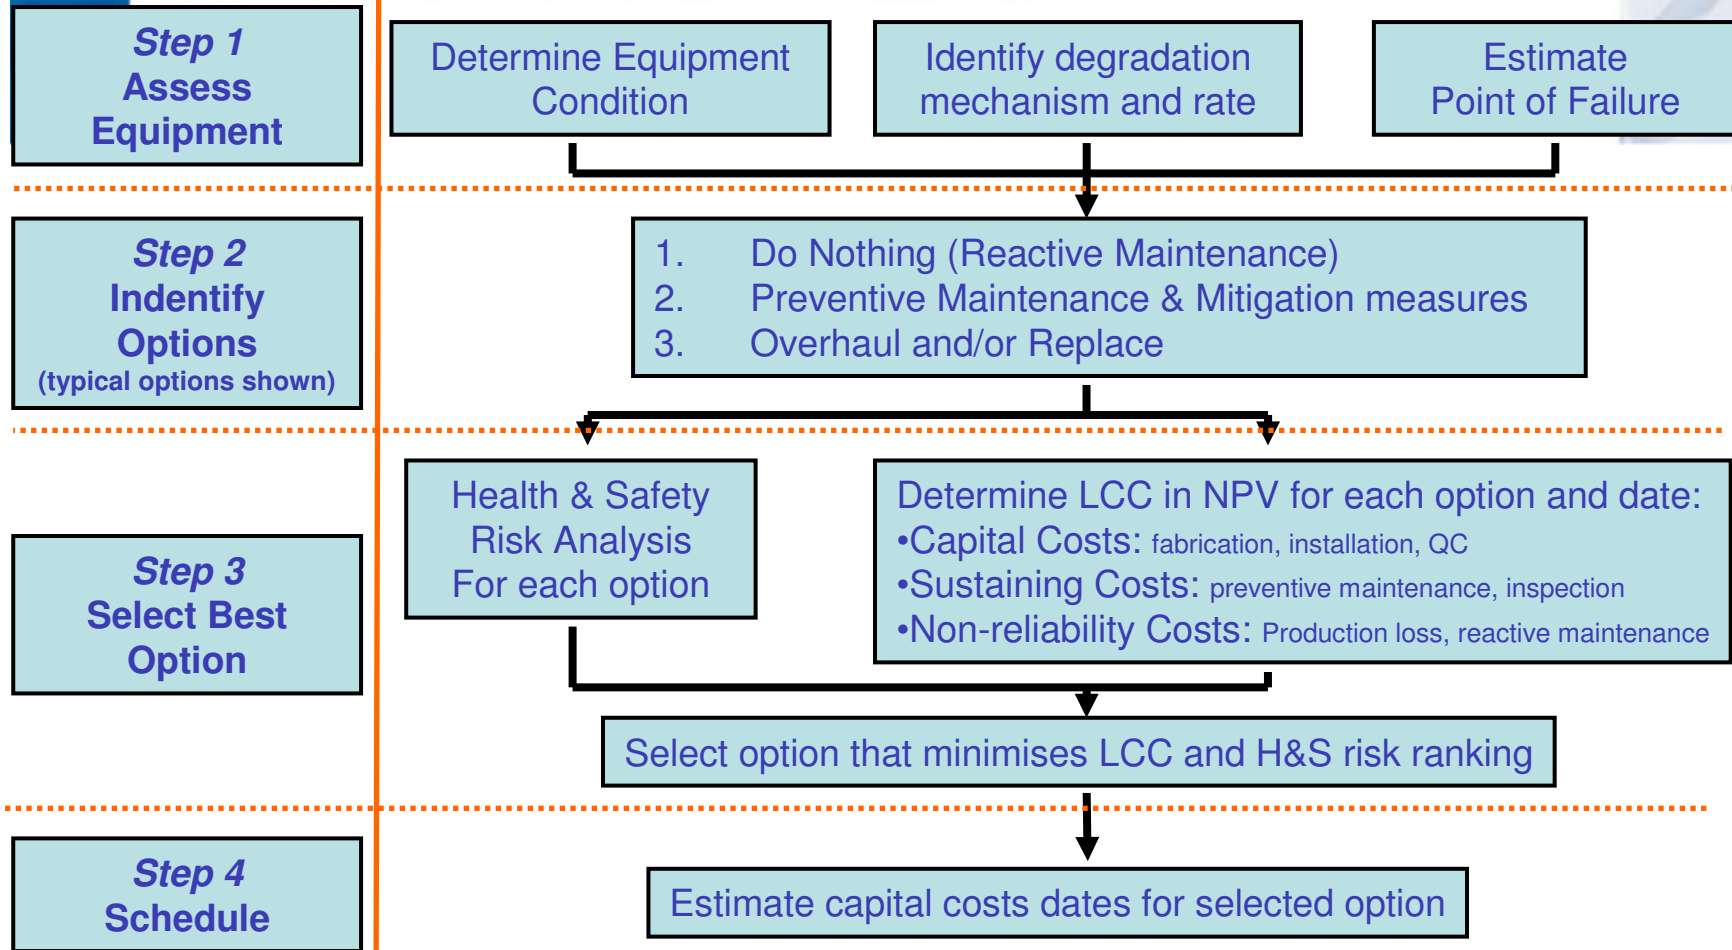 Step 1
Assess
Equipment
Determine Equipment
Condition
Identify degradation
mechanism and rate
Estimate
Point of Failure
Step 2
Indentify
Options
(typical options shown)
1. Do Nothing (Reactive Maintenance)
2. Preventive Maintenance & Mitigation measures
3. Overhaul and/or Replace
Step 3
Select Best
Option
Health & Safety
Risk Analysis
For each option
Determine LCC in NPV for each option and date:
•Capital Costs: fabrication, installation, QC
•Sustaining Costs: preventive maintenance, inspection
•Non-reliability Costs: Production loss, reactive maintenance
Select option that minimises LCC and H&S risk ranking
Step 4
Schedule
Estimate capital costs dates for selected option